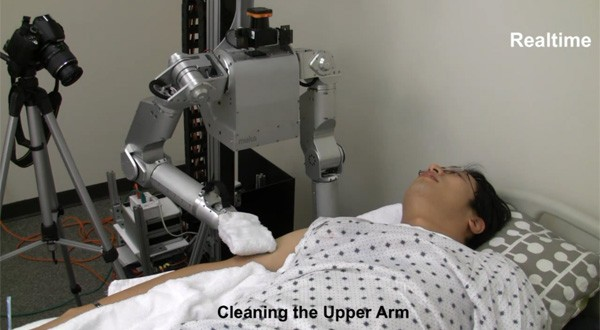 Realtime
Cleaning the Upper Arm